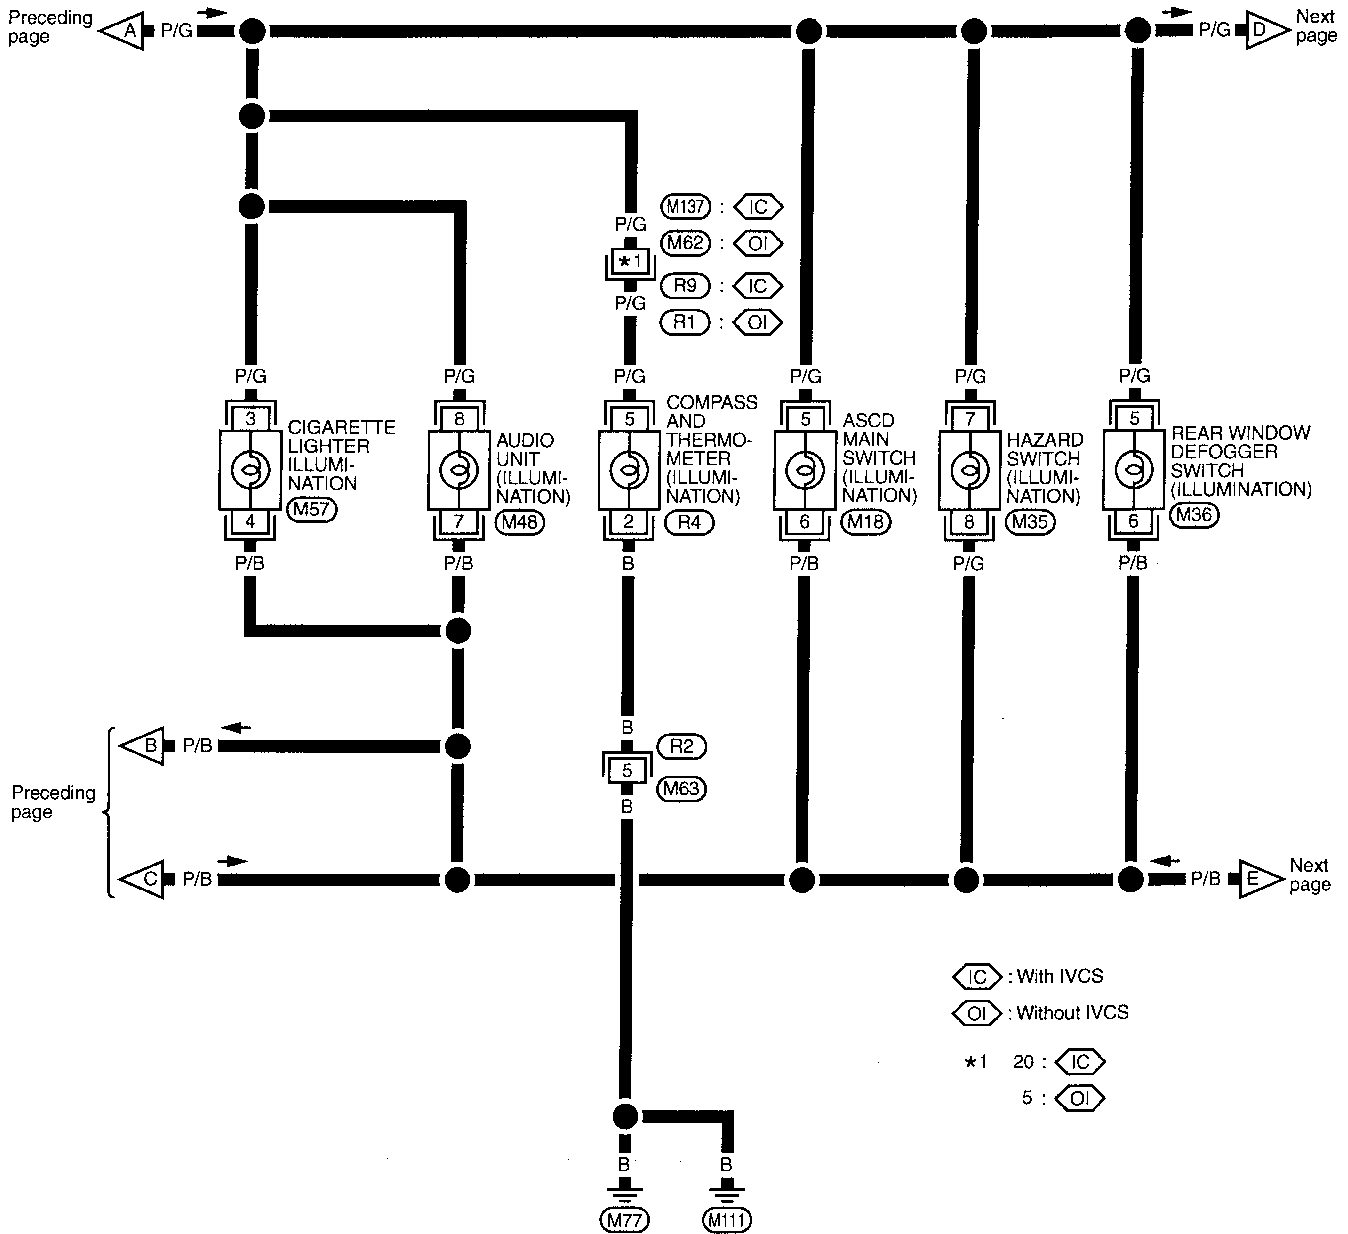 Preceding
page
A
P/G
P/G
D
Next
page
P/G
*1
P/G
M137 : IC
M62 : OI
R9 : IC
R1 : OI
P/G
3
CIGARETTE
LIGHTER
ILLUMI-
NATION
M57
4
P/B
P/G
8
AUDIO
UNIT
(ILLUMI-
NATION)
M48
7
P/B
P/G
5
COMPASS
AND
THERMO-
METER
(ILLUMI-
NATION)
R4
2
B
P/G
5
ASCD
MAIN
SWITCH
(ILLUMI-
NATION)
M18
6
P/B
P/G
7
HAZARD
SWITCH
(ILLUMI-
NATION)
M35
8
P/G
P/G
5
REAR WINDOW
DEFOGGER
SWITCH
(ILLUMINATION)
M36
6
P/B
B
R2
5
M63
B
Preceding
page
B
P/B
C
P/B
P/B
E
Next
page
IC : With IVCS
OI : Without IVCS
*1 20 : IC
5 : OI
B
M77
B
M111